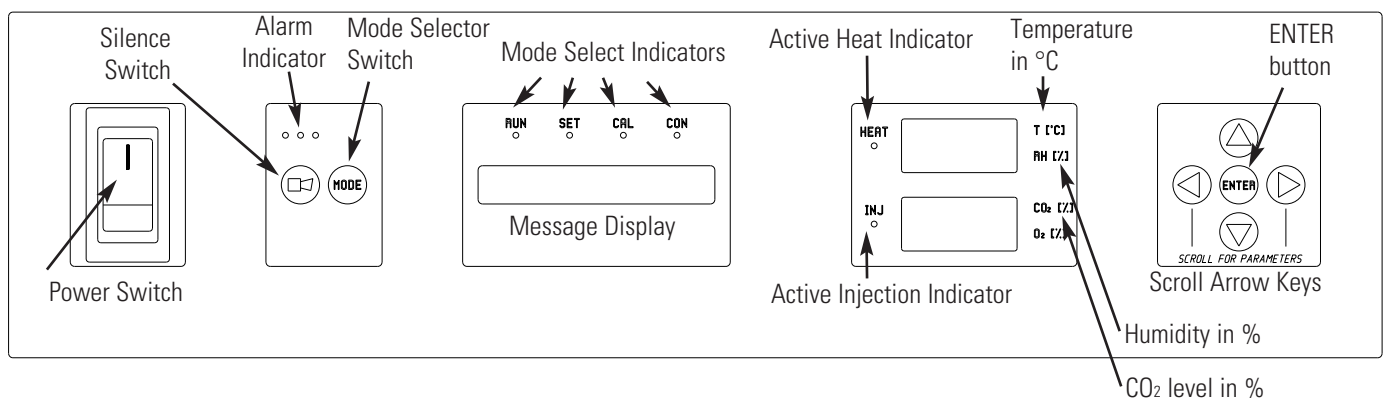 Silence
Switch
Alarm
Indicator
Mode Selector
Switch
Mode Select Indicators
Active Heat Indicator
Temperature
in °C
ENTER
button
RUN SET CAL CON
HEAT
T [°C]
RH [%]
MODE
ENTER
INJ
CO₂ [%]
O₂ [%]
Message Display
SCROLL FOR PARAMETERS
Power Switch
Active Injection Indicator
Scroll Arrow Keys
Humidity in %
CO₂ level in %